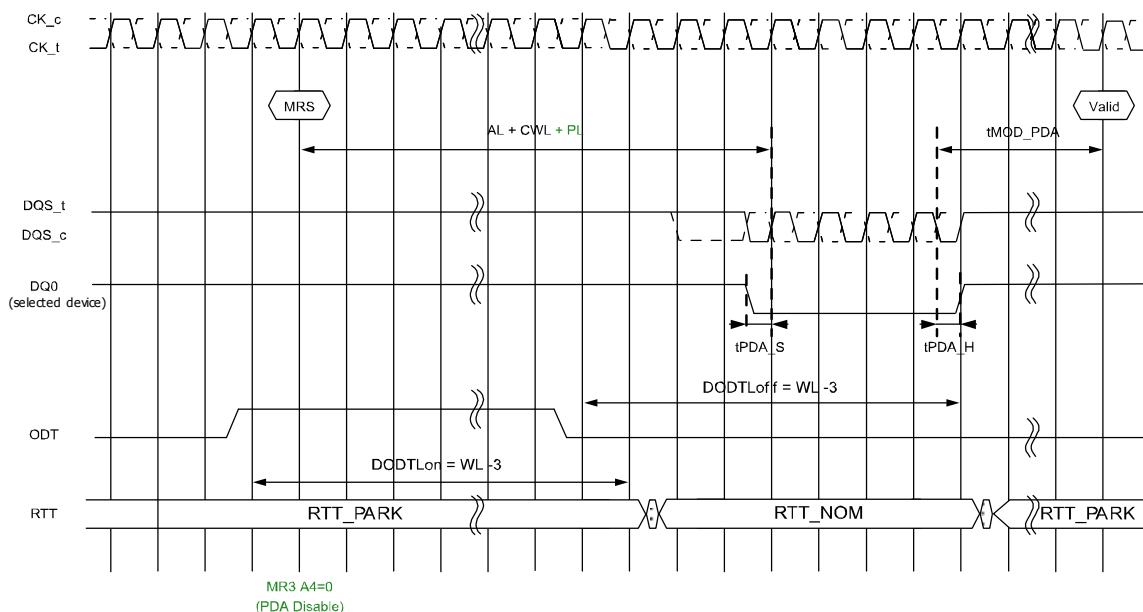 CK_c
CK_t
MRS
Valid
AL + CWL + PL
tMOD_PDA
DQS_t
DQS_c
DQ0
(selected device)
tPDA_S
tPDA_H
DODTLoff = WL -3
ODT
DODTLon = WL -3
RTT
RTT_PARK
RTT_NOM
RTT_PARK
MR3 A4=0
(PDA Disable)